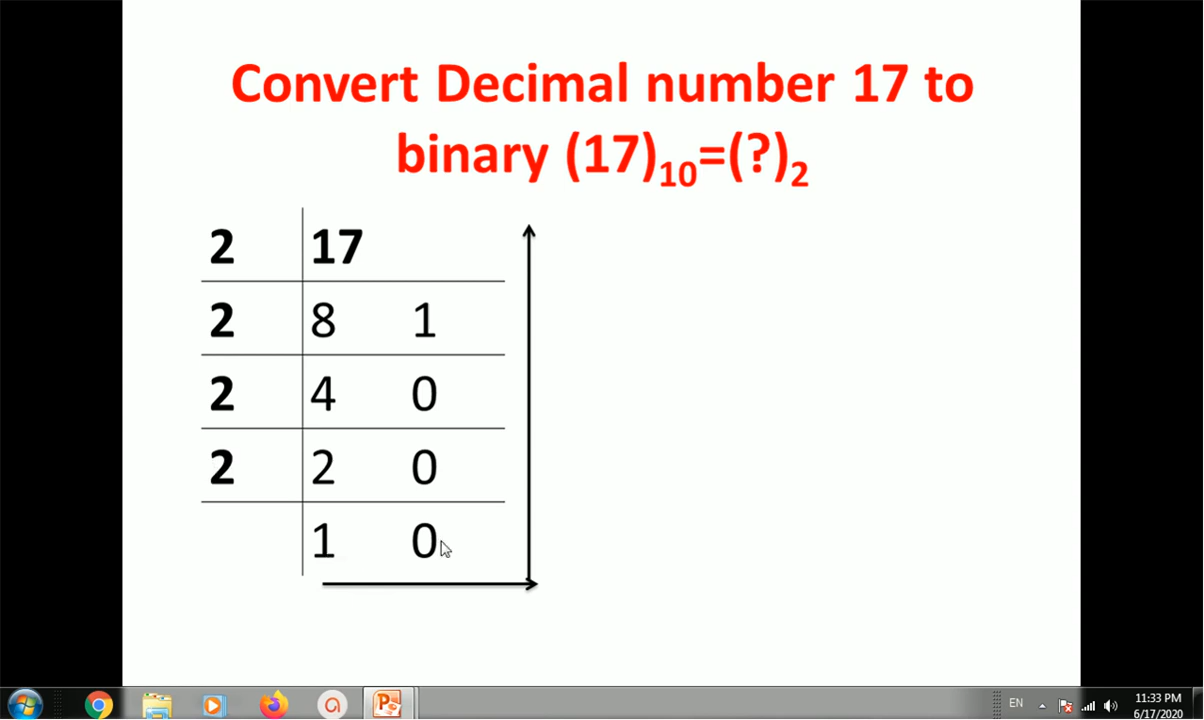 Convert Decimal number 17 to
binary (17)10=(?)2
2 17
2 8 1
2 4 0
2 2 0
1 0
EN
11:33 PM
6/17/2020